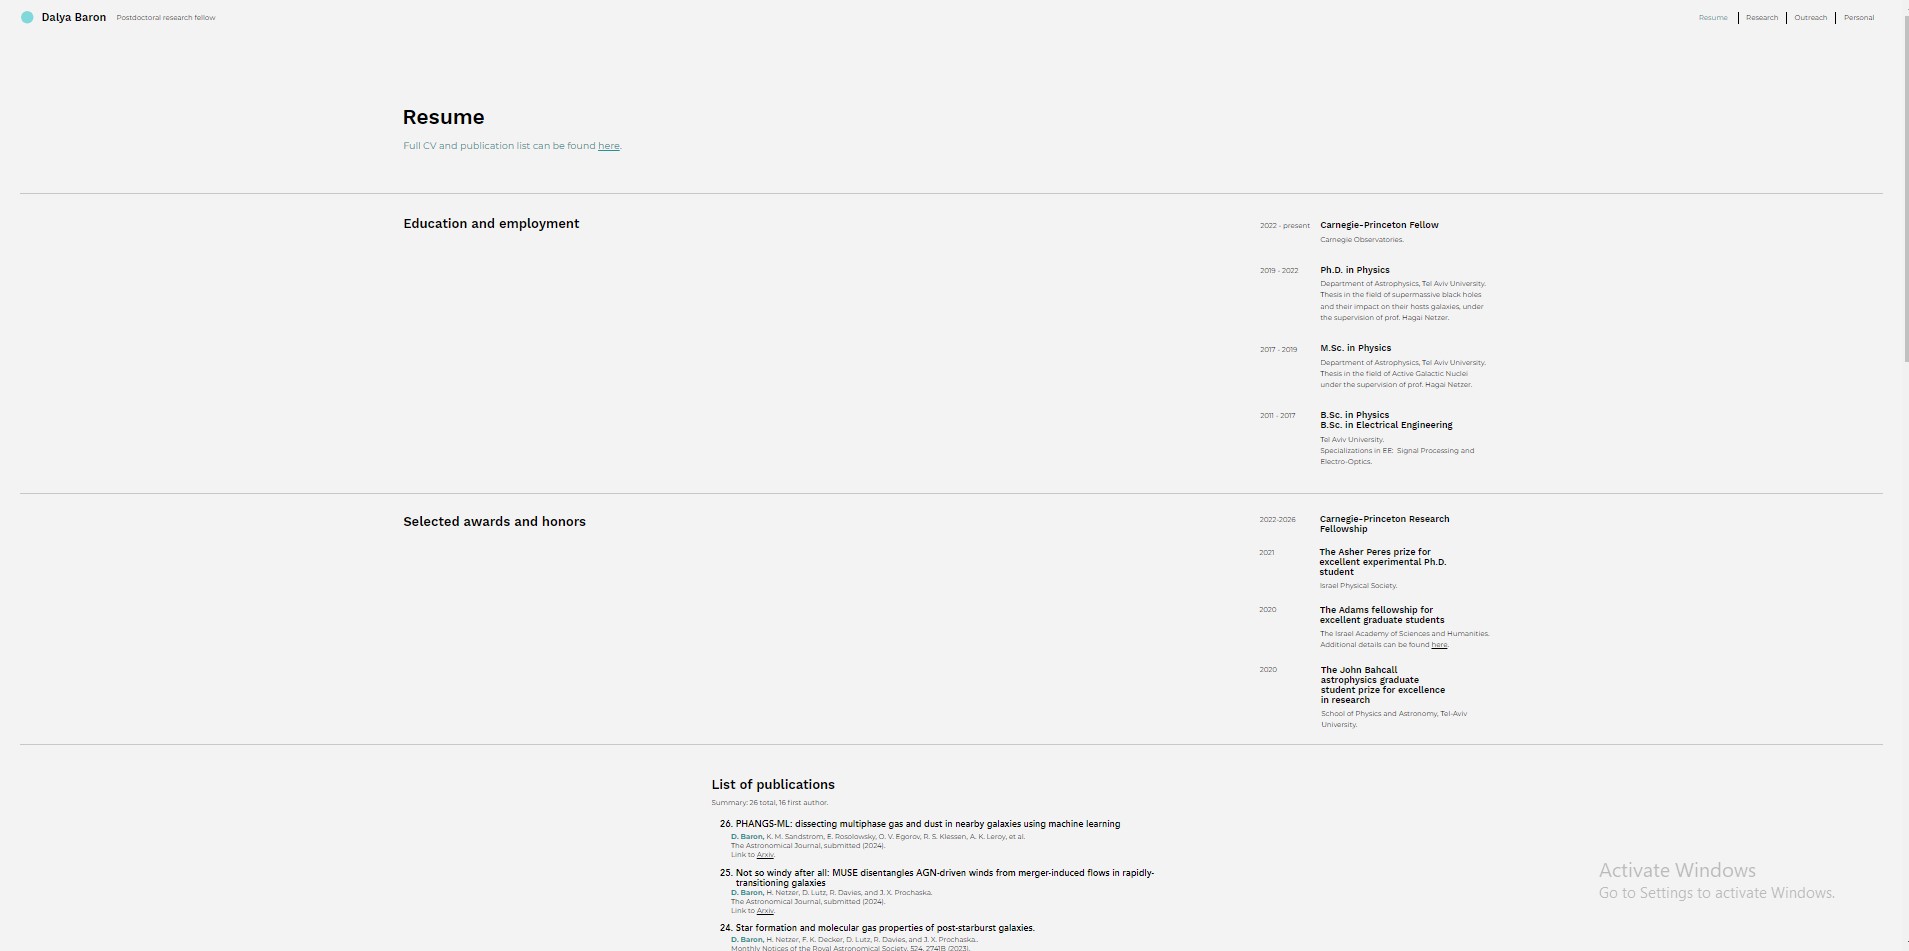 Dalya Baron Postdoctoral research fellow
Resume Research Outreach Personal
Resume
Full CV and publication list can be found here.
Education and employment
2022 - present Carnegie-Princeton Fellow
Carnegie Observatories.
2019 - 2022 Ph.D. in Physics
Department of Astrophysics, Tel Aviv University.
Thesis in the field of supermassive black holes
and their impact on their hosts galaxies, under
the supervision of prof. Hagai Netzer.
2017 - 2019 M.Sc. in Physics
Department of Astrophysics, Tel Aviv University.
Thesis in the field of Active Galactic Nuclei
under the supervision of prof. Hagai Netzer.
2011 - 2017 B.Sc. in Physics
B.Sc. in Electrical Engineering
Tel Aviv University.
Specializations in EE: Signal Processing and
Electro-Optics.
Selected awards and honors
2022-2026 Carnegie-Princeton Research
Fellowship
2021 The Asher Peres prize for
excellent experimental Ph.D.
student
Israel Physical Society.
2020 The Adams fellowship for
excellent graduate students
The Israel Academy of Sciences and Humanities.
Additional details can be found here.
2020 The John Bahcall
astrophysics graduate
student prize for excellence
in research
School of Physics and Astronomy, Tel-Aviv
University.
List of publications
Summary: 26 total, 16 first author.
26. PHANGS-ML: dissecting multiphase gas and dust in nearby galaxies using machine learning
D. Baron, K. M. Sandstrom, E. Rosolowsky, O. V. Egorov, R. S. Klessen, A. K. Leroy, et al.
The Astronomical Journal, submitted (2024).
Link to Arxiv.
25. Not so windy after all: MUSE disentangles AGN-driven winds from merger-induced flows in rapidly-
transitioning galaxies
D. Baron, H. Netzer, D. Lutz, R. Davies, and J. X. Prochaska.
The Astronomical Journal, submitted (2024).
Link to Arxiv.
24. Star formation and molecular gas properties of post-starburst galaxies.
D. Baron, H. Netzer, F. K. Decker, D. Lutz, R. Davies, and J. X. Prochaska..
Monthly Notices of the Royal Astronomical Society, 524, 2741B (2023).
Activate Windows
Go to Settings to activate Windows.